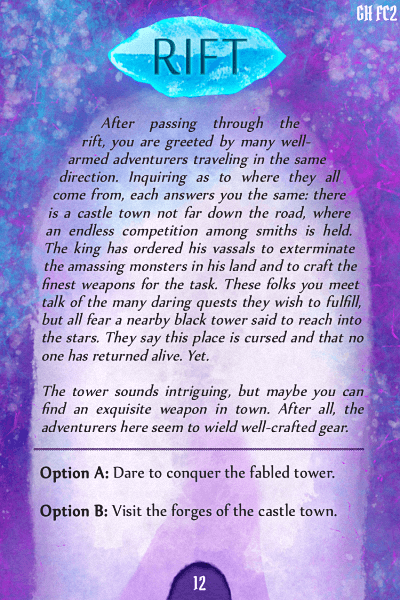 GH FC2
RIFT
After passing through the
rift, you are greeted by many well-
armed adventurers traveling in the same
direction. Inquiring as to where they all
come from, each answers you the same: there
is a castle town not far down the road, where
an endless competition among smiths is held.
The king has ordered his vassals to exterminate
the amassing monsters in his land and to craft the
finest weapons for the task. These folks you meet
talk of the many daring quests they wish to fulfill,
but all fear a nearby black tower said to reach into
the stars. They say this place is cursed and that no
one has returned alive. Yet.
The tower sounds intriguing, but maybe you can
find an exquisite weapon in town. After all, the
adventurers here seem to wield well-crafted gear.
Option A: Dare to conquer the fabled tower.
Option B: Visit the forges of the castle town.
12